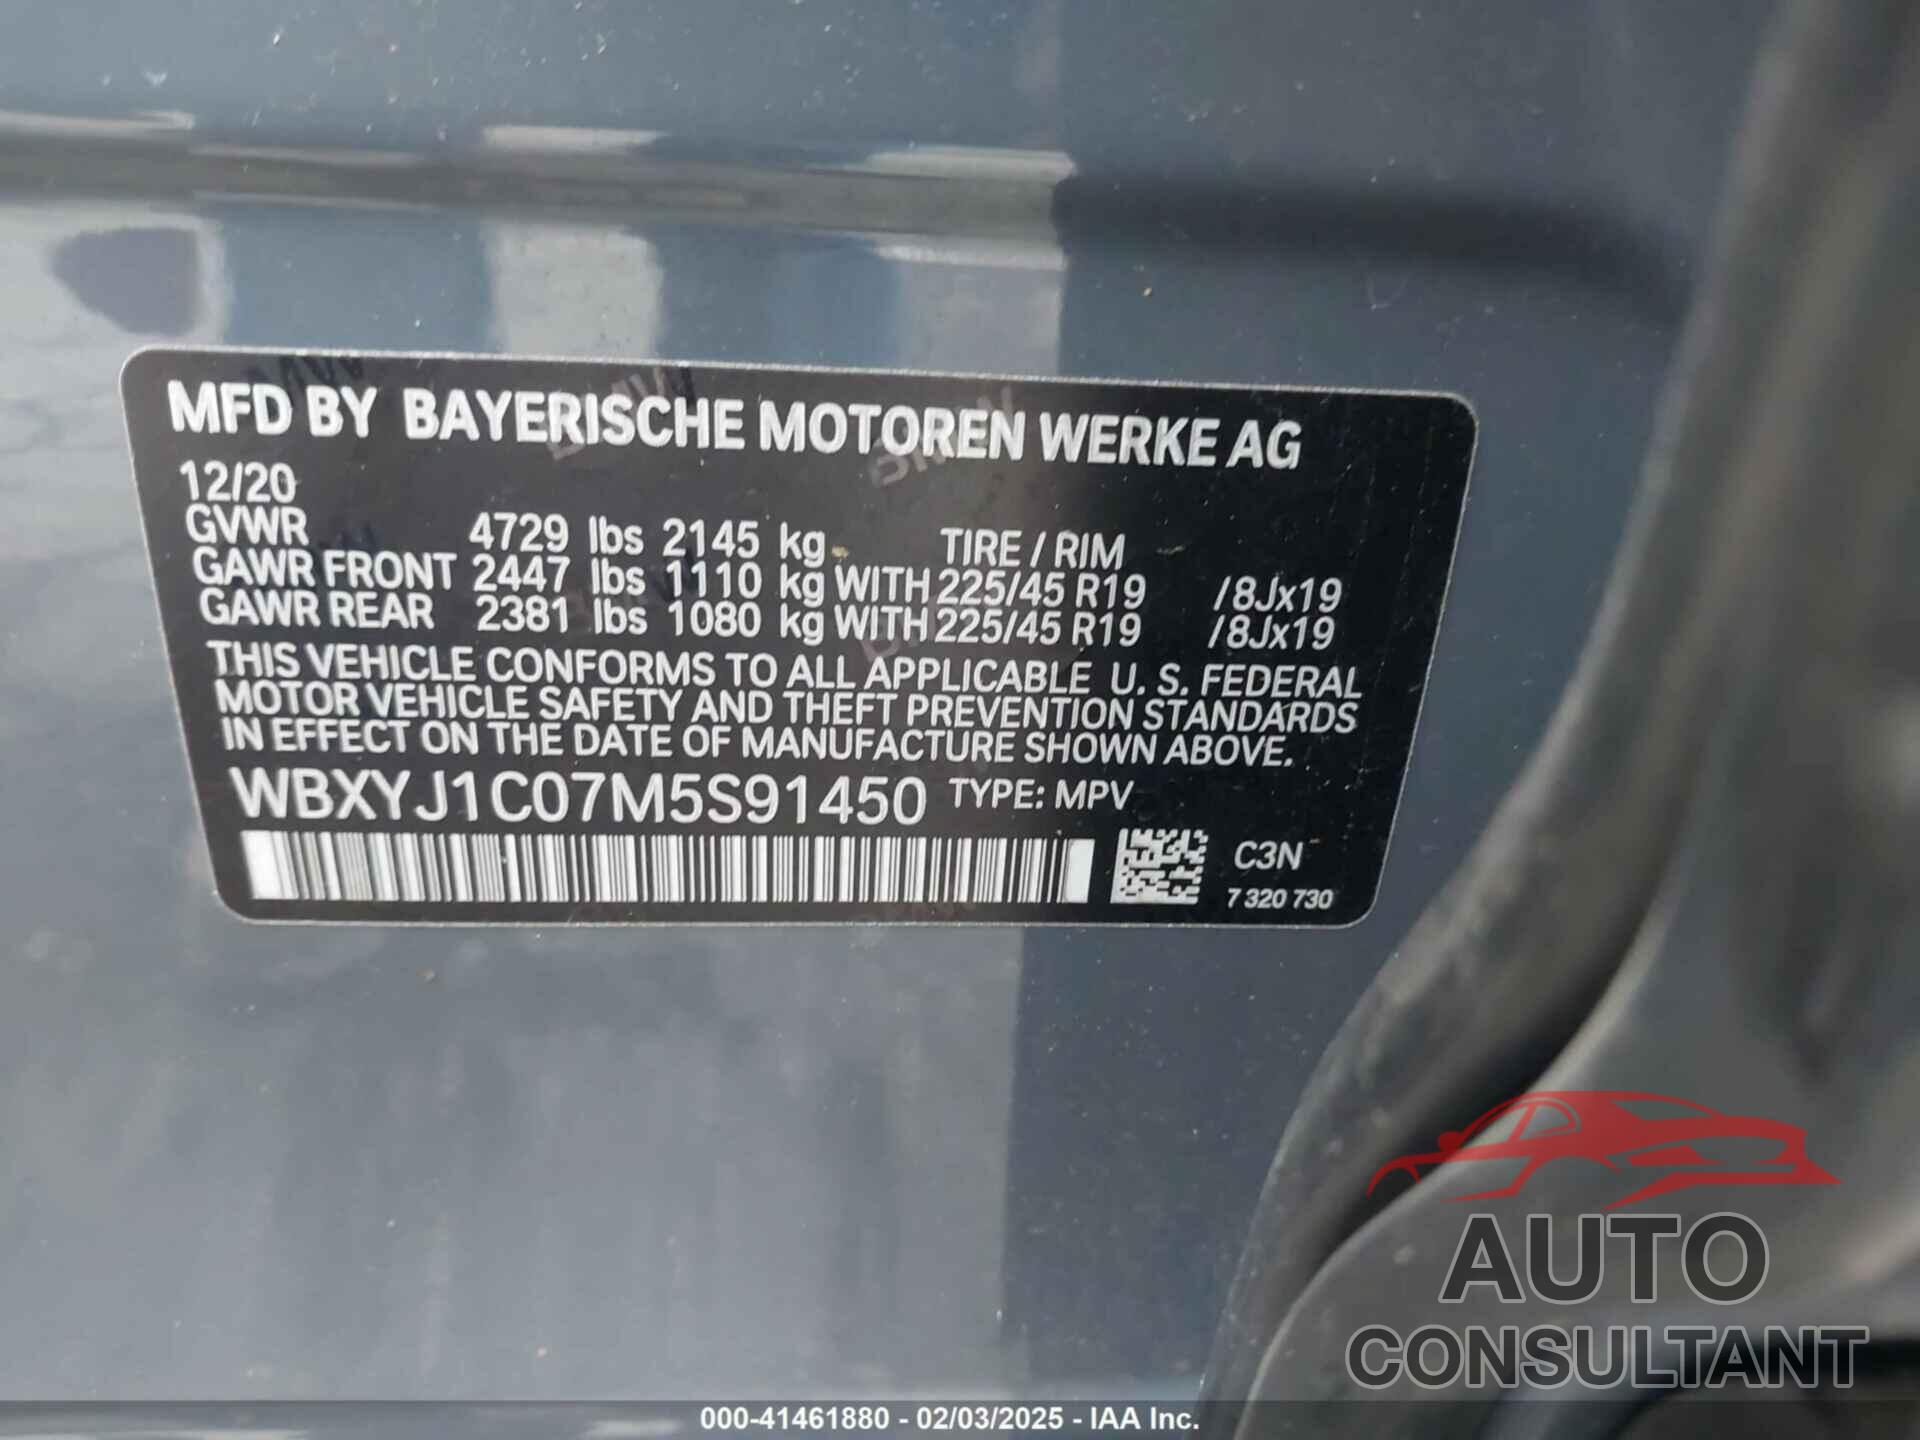 MFD BY BAYERISCHE MOTOREN WERKE AG
12/20
GVWR 4729 lbs 2145 kg TIRE / RIM
GAWR FRONT 2447 lbs 1110 kg WITH 225/45 R19 /8Jx19
GAWR REAR 2381 lbs 1080 kg WITH 225/45 R19 /8Jx19
THIS VEHICLE CONFORMS TO ALL APPLICABLE U. S. FEDERAL
MOTOR VEHICLE SAFETY AND THEFT PREVENTION STANDARDS
IN EFFECT ON THE DATE OF MANUFACTURE SHOWN ABOVE.
WBXYJ1C07M5S91450 TYPE: MPV
C3N
7 320 730
AUTO
CONSULTANT
000-41461880 - 02/03/2025 - IAA Inc.